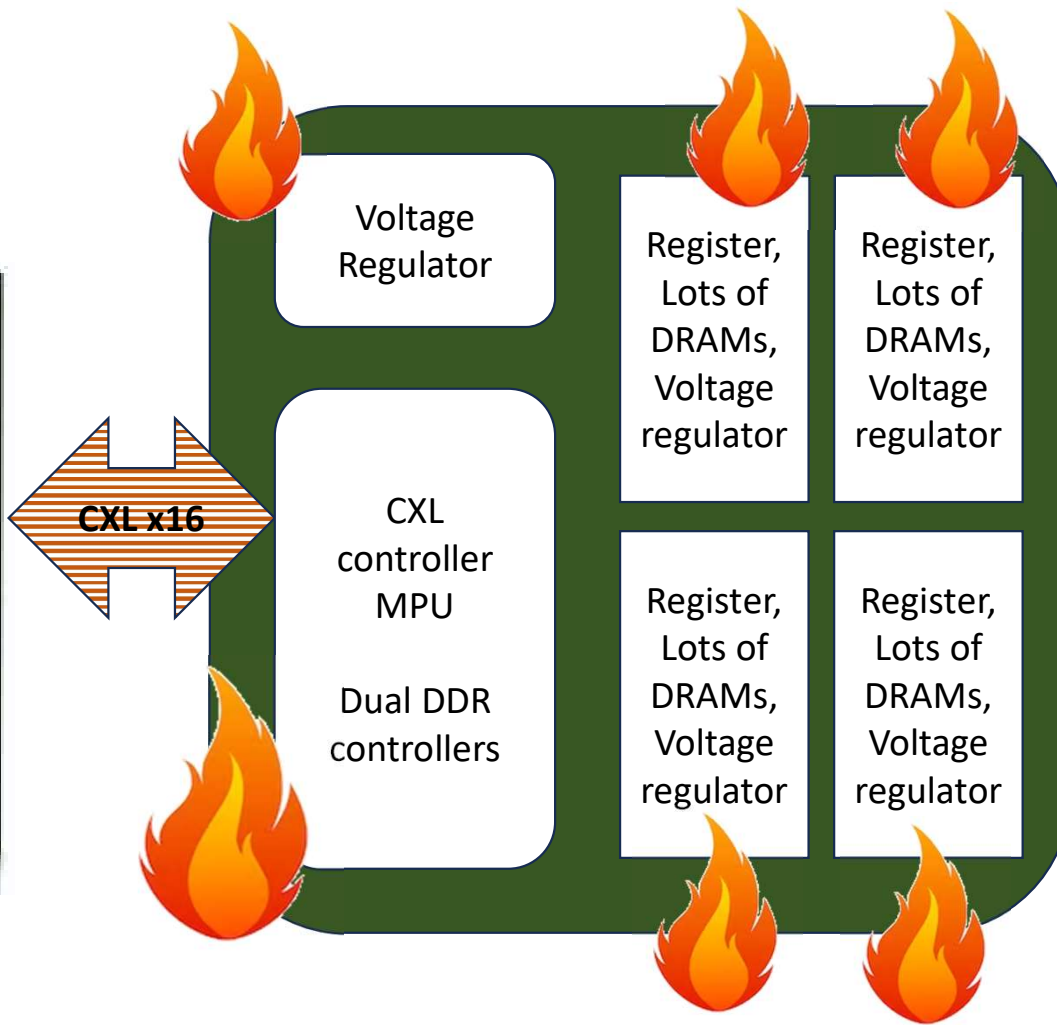 Voltage
Regulator
CXL x16
CXL
controller
MPU
Dual DDR
controllers
Register,
Lots of
DRAMs,
Voltage
regulator
Register,
Lots of
DRAMs,
Voltage
regulator
Register,
Lots of
DRAMs,
Voltage
regulator
Register,
Lots of
DRAMs,
Voltage
regulator